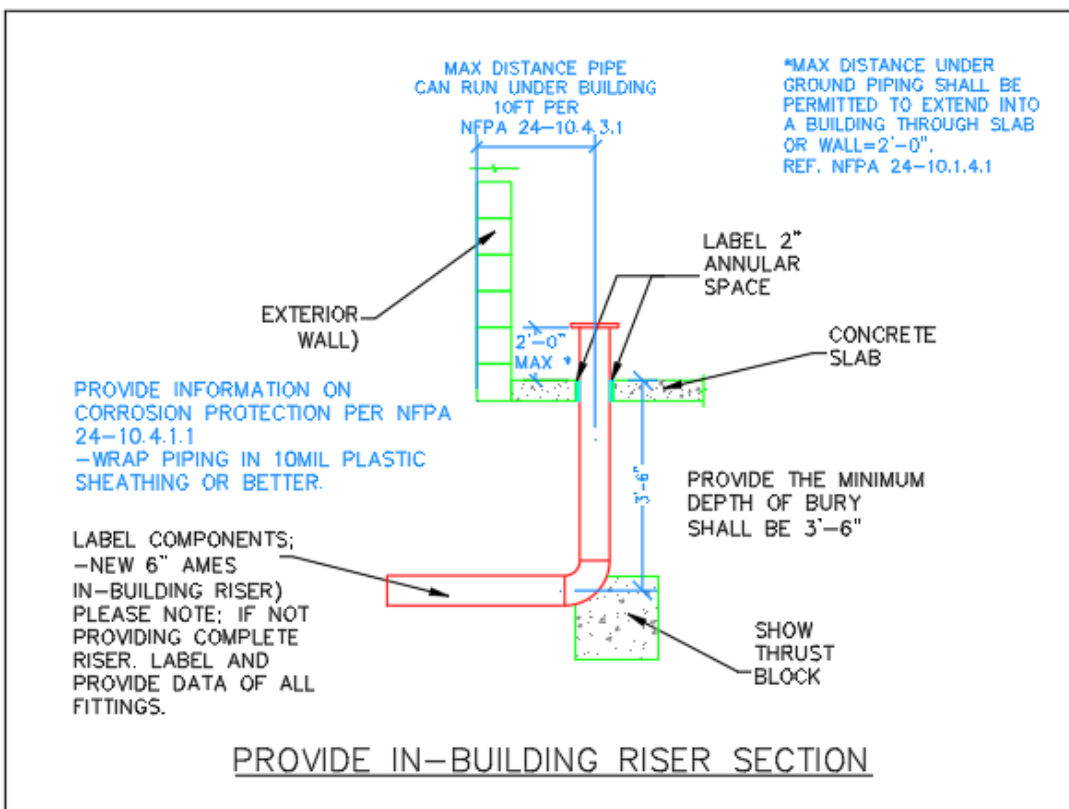 MAX DISTANCE PIPE
CAN RUN UNDER BUILDING
10FT PER
NFPA 24-10.4.3.1
*MAX DISTANCE UNDER
GROUND PIPING SHALL BE
PERMITTED TO EXTEND INTO
A BUILDING THROUGH SLAB
OR WALL=2'-0".
REF. NFPA 24-10.1.4.1
LABEL 2"
ANNULAR
SPACE
EXTERIOR
WALL)
2'-0"
MAX *
CONCRETE
SLAB
PROVIDE INFORMATION ON
CORROSION PROTECTION PER NFPA
24-10.4.1.1
-WRAP PIPING IN 10MIL PLASTIC
SHEATHING OR BETTER.
3'-6"
PROVIDE THE MINIMUM
DEPTH OF BURY
SHALL BE 3'-6"
LABEL COMPONENTS;
-NEW 6" AMES
IN-BUILDING RISER)
PLEASE NOTE; IF NOT
PROVIDING COMPLETE
RISER. LABEL AND
PROVIDE DATA OF ALL
FITTINGS.
SHOW
THRUST
BLOCK
PROVIDE IN-BUILDING RISER SECTION